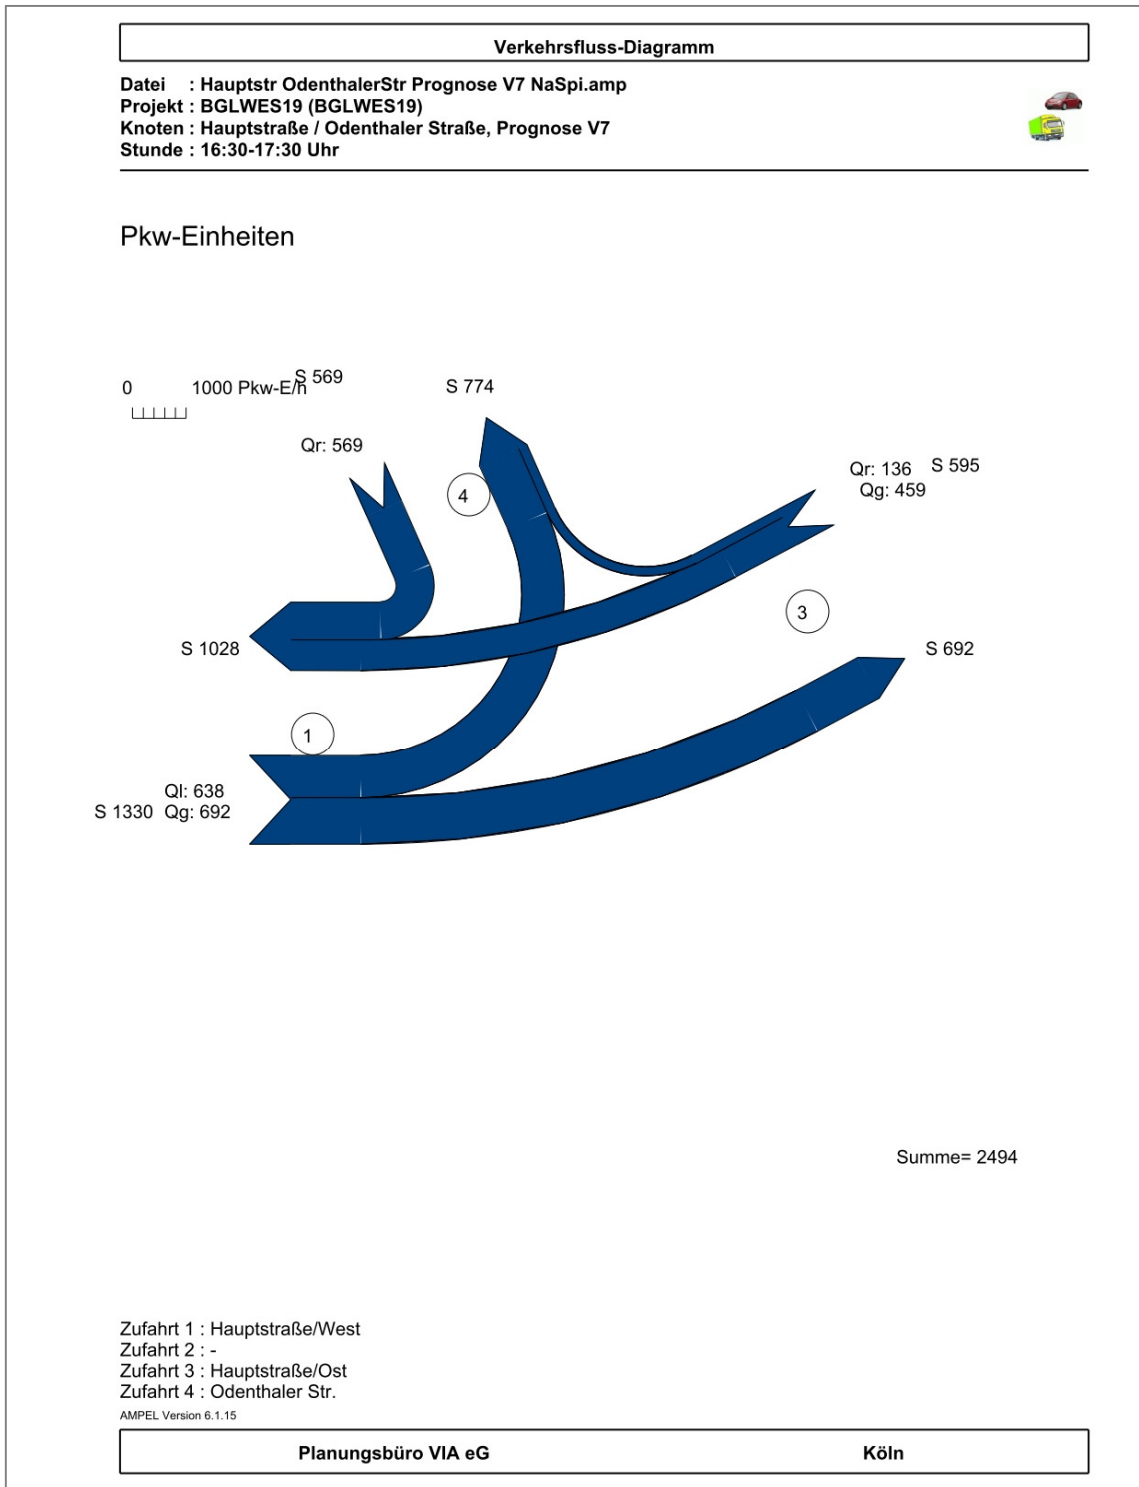 Verkehrsfluss-Diagramm
Datei : Hauptstr OdenthalerStr Prognose V7 NaSpi.amp
Projekt : BGLWES19 (BGLWES19)
Knoten : Hauptstraße / Odenthaler Straße, Prognose V7
Stunde : 16:30-17:30 Uhr
Pkw-Einheiten
0 1000 Pkw-E/h
S 569
S 774
Qr: 569
Qr: 136 S 595
Qg: 459
4
3
S 1028
S 692
1
Ql: 638
S 1330 Qg: 692
Summe= 2494
Zufahrt 1 : Hauptstraße/West
Zufahrt 2 : -
Zufahrt 3 : Hauptstraße/Ost
Zufahrt 4 : Odenthaler Str.
AMPEL Version 6.1.15
Planungsbüro VIA eG Köln